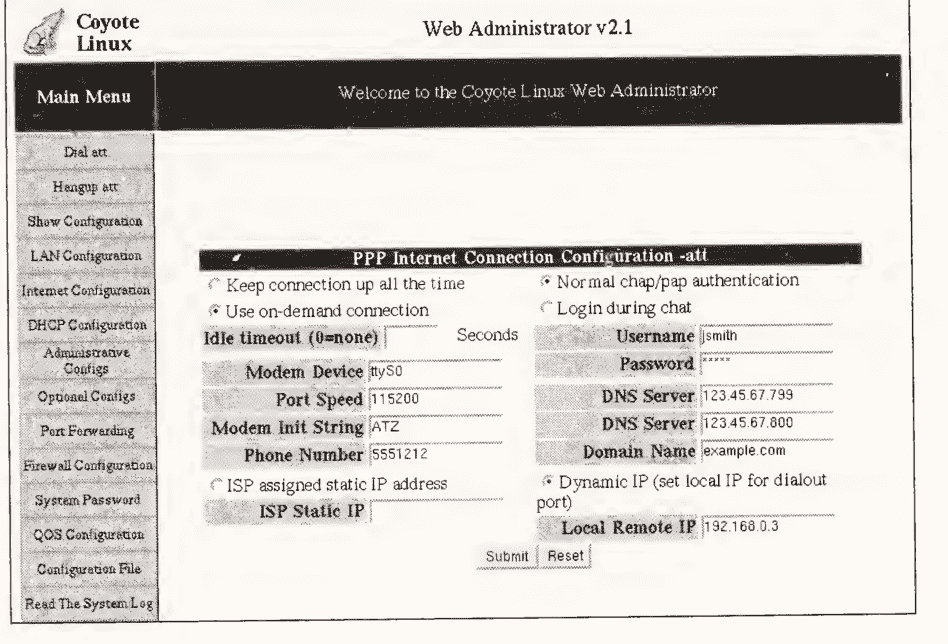 Coyote
Linux
Web Administrator v2.1
Main Menu
Welcome to the Coyote Linux Web Administrator
Dial att
Hangup att
Show Configuration
LAN Configuration
Internet Configuration
DHCP Configuration
Administrative
Configs
Optional Configs
Port Forwarding
Firewall Configuration
System Password
QOS Configuration
Configuration File
Read The System Log
PPP Internet Connection Configuration -att
Keep connection up all the time
Use on-demand connection
Idle timeout (0=none) Seconds
Modem Device ttyS0
Port Speed 115200
Modem Init String ATZ
Phone Number 5551212
ISP assigned static IP address
ISP Static IP
Normal chap/pap authentication
Login during chat
Username jsmith
Password *****
DNS Server 123.45.67.799
DNS Server 123.45.67.800
Domain Name example.com
Dynamic IP (set local IP for dialout
port)
Local Remote IP 192.168.0.3
Submit Reset